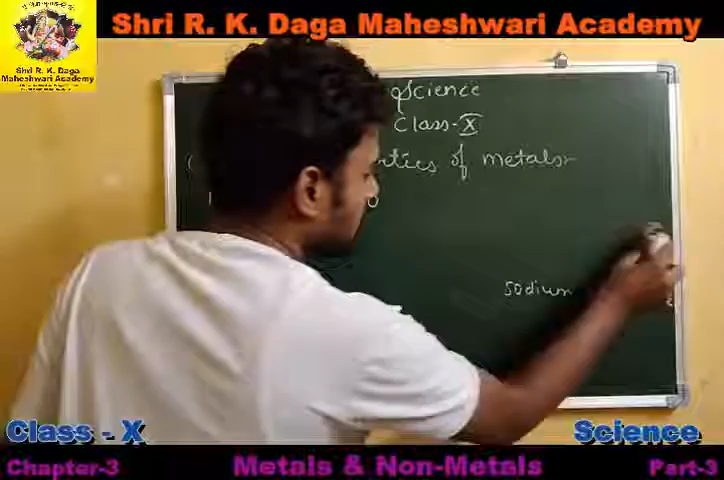 Shri R. K. Daga Maheshwari Academy
Shri R. K. Daga
Maheshwari Academy
Science
Class-X
of metals
Sodium
Class - X
Science
Chapter-3
Metals & Non-Metals
Part-3